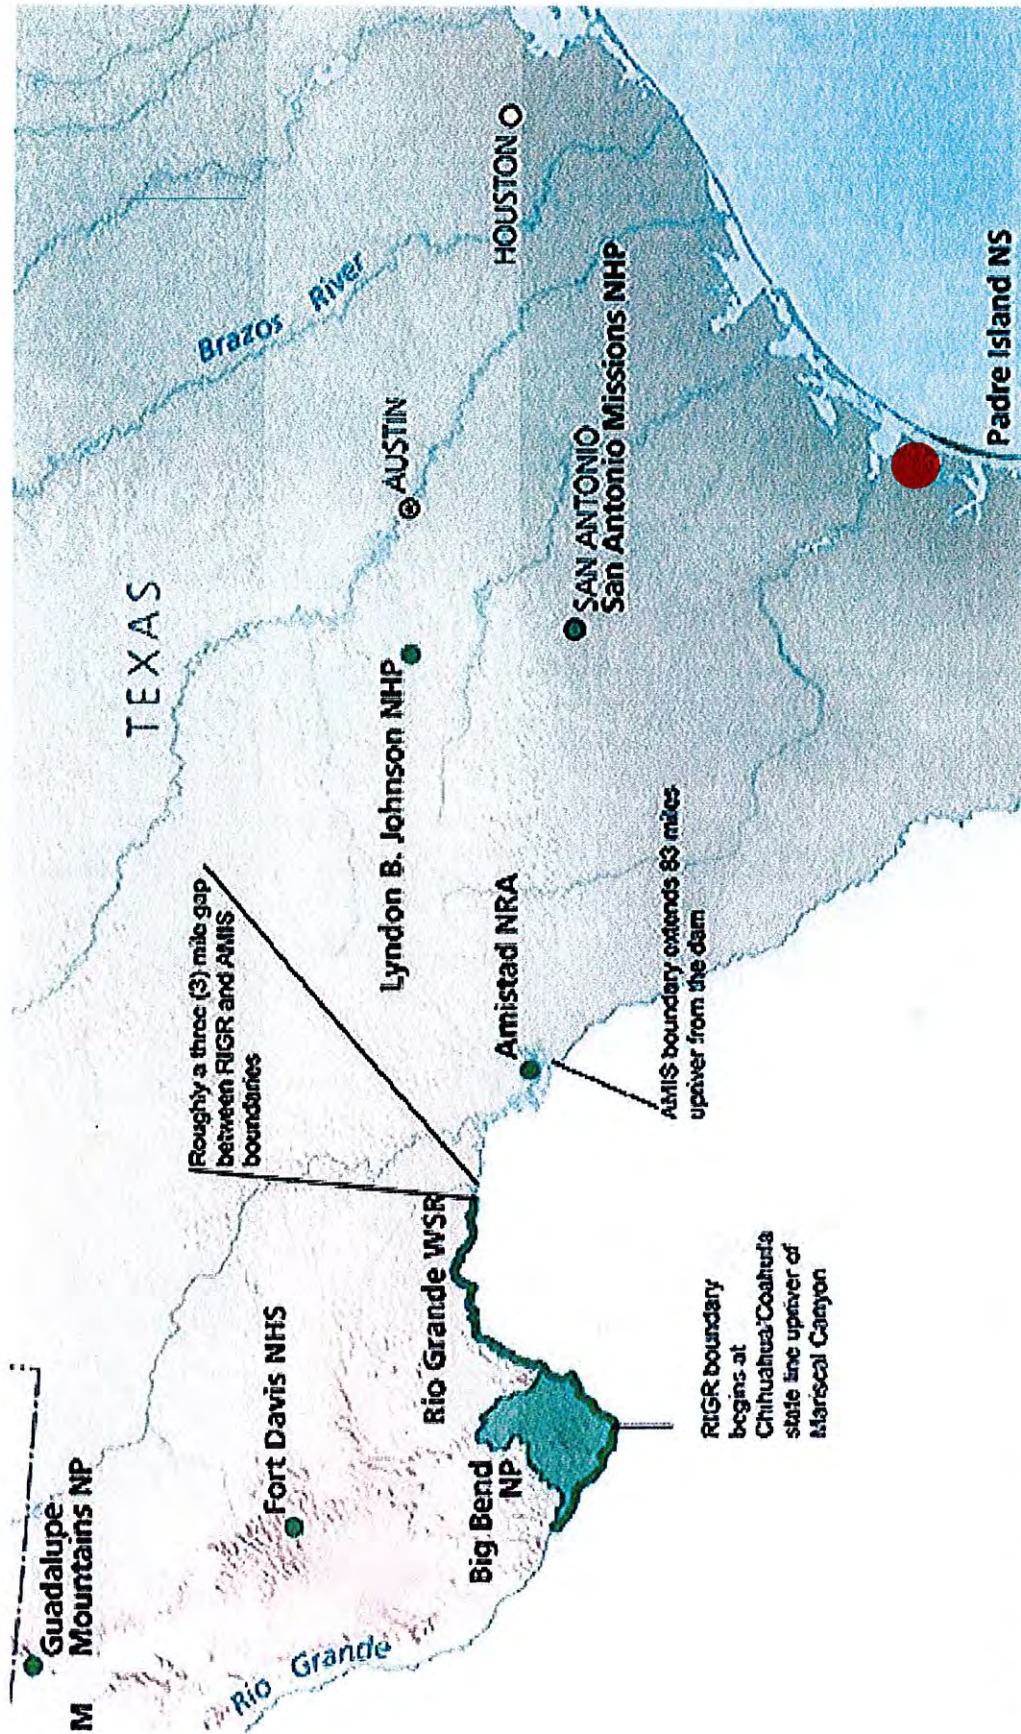 Guadalupe
Mountains NP
M
TEXAS
Brazos River
Roughly a three (3) mile gap
between RIGR and AMIS
boundaries
Fort Davis NHS
Rio Grande
Lyndon B. Johnson NHP
AUSTIN
HOUSTON
Rio Grande WSR
Big Bend
NP
Amistad NRA
SAN ANTONIO
San Antonio Missions NHP
AMIS boundary extends 83 miles
upriver from the dam
RIGR boundary
begins at
Chihuahua/Coahuila
state line upriver of
Mariscal Canyon
Padre Island NS